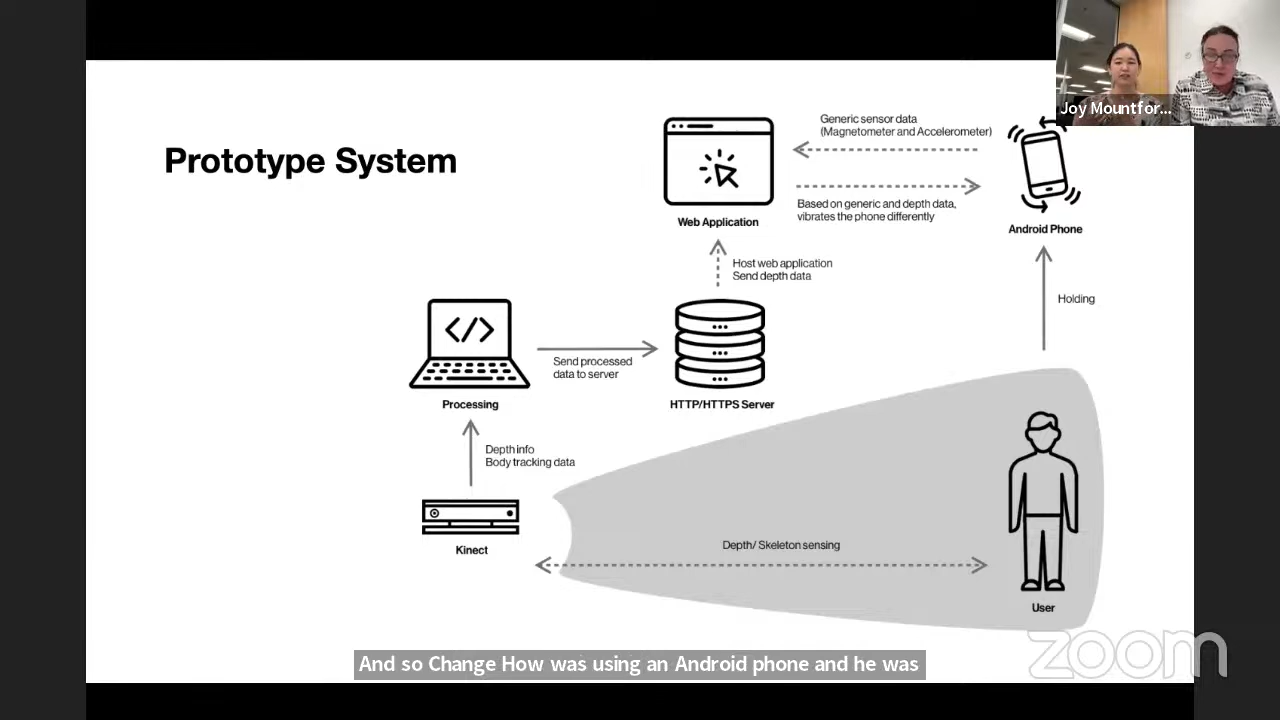 Joy Mountfor...
Prototype System
Generic sensor data
(Magnetometer and Accelerometer)
Based on generic and depth data,
vibrates the phone differently
Web Application
Android Phone
Host web application
Send depth data
Holding
</>
Send processed
data to server
Processing
HTTP/HTTPS Server
Depth info
Body tracking data
Kinect
Depth/ Skeleton sensing
User
And so Change How was using an Android phone and he was
zoom